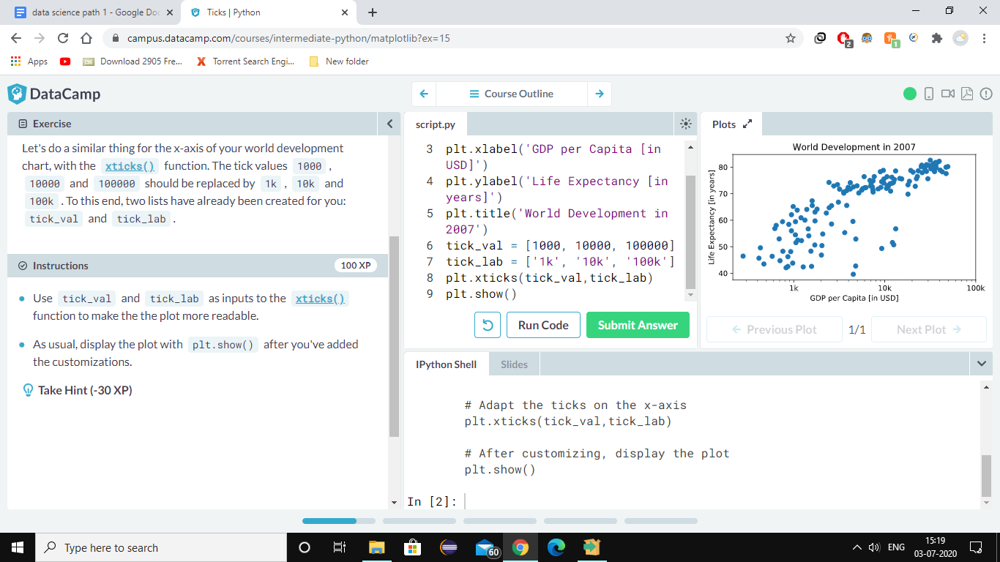 data science path 1 - Google Doc
Ticks | Python
campus.datacamp.com/courses/intermediate-python/matplotlib?ex=15
2
1
Apps
Download 2905 Fre...
Torrent Search Engi...
New folder
DataCamp
Course Outline
Exercise
Let's do a similar thing for the x-axis of your world development
chart, with the xticks() function. The tick values 1000 ,
10000 and 100000 should be replaced by 1k , 10k and
100k . To this end, two lists have already been created for you:
tick_val and tick_lab .
Instructions
100 XP
Use tick_val and tick_lab as inputs to the xticks()
function to make the the plot more readable.
As usual, display the plot with plt.show() after you've added
the customizations.
Take Hint (-30 XP)
script.py
3 plt.xlabel('GDP per Capita [in
USD]')
4 plt.ylabel('Life Expectancy [in
years]')
5 plt.title('World Development in
2007')
6 tick_val = [1000, 10000, 100000]
7 tick_lab = ['1k', '10k', '100k']
8 plt.xticks(tick_val,tick_lab)
9 plt.show()
Run Code
Submit Answer
Plots
World Development in 2007
Life Expectancy [in years]
80
70
60
50
40
1k 10k 100k
GDP per Capita [in USD]
Previous Plot
1/1
Next Plot
IPython Shell
Slides
# Adapt the ticks on the x-axis
plt.xticks(tick_val,tick_lab)
# After customizing, display the plot
plt.show()
In [2]:
Type here to search
60
ENG
15:19
03-07-2020